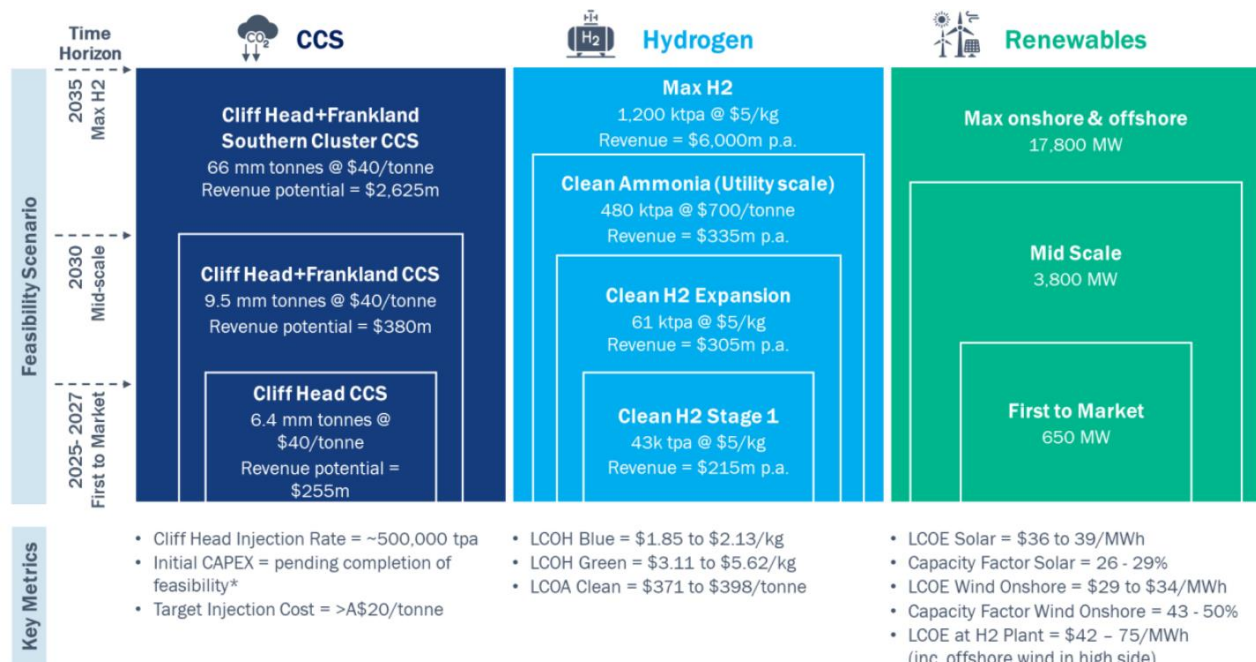 Time
Horizon
CO₂
CCS
H₂
Hydrogen
Renewables
Feasibility Scenario
2035
Max H2
2030
Mid-scale
2025- 2027
First to Market
Cliff Head+Frankland
Southern Cluster CCS
66 mm tonnes @ $40/tonne
Revenue potential = $2,625m
Cliff Head+Frankland CCS
9.5 mm tonnes @ $40/tonne
Revenue potential = $380m
Cliff Head CCS
6.4 mm tonnes @
$40/tonne
Revenue potential =
$255m
Max H2
1,200 ktpa @ $5/kg
Revenue = $6,000m p.a.
Clean Ammonia (Utility scale)
480 ktpa @ $700/tonne
Revenue = $335m p.a.
Clean H2 Expansion
61 ktpa @ $5/kg
Revenue = $305m p.a.
Clean H2 Stage 1
43k tpa @ $5/kg
Revenue = $215m p.a.
Max onshore & offshore
17,800 MW
Mid Scale
3,800 MW
First to Market
650 MW
Key Metrics
• Cliff Head Injection Rate = ~500,000 tpa
• Initial CAPEX = pending completion of
feasibility*
• Target Injection Cost = >A$20/tonne
• LCOH Blue = $1.85 to $2.13/kg
• LCOH Green = $3.11 to $5.62/kg
• LCOA Clean = $371 to $398/tonne
• LCOE Solar = $36 to 39/MWh
• Capacity Factor Solar = 26 - 29%
• LCOE Wind Onshore = $29 to $34/MWh
• Capacity Factor Wind Onshore = 43 - 50%
• LCOE at H2 Plant = $42 – 75/MWh
(inc. offshore wind in high side)